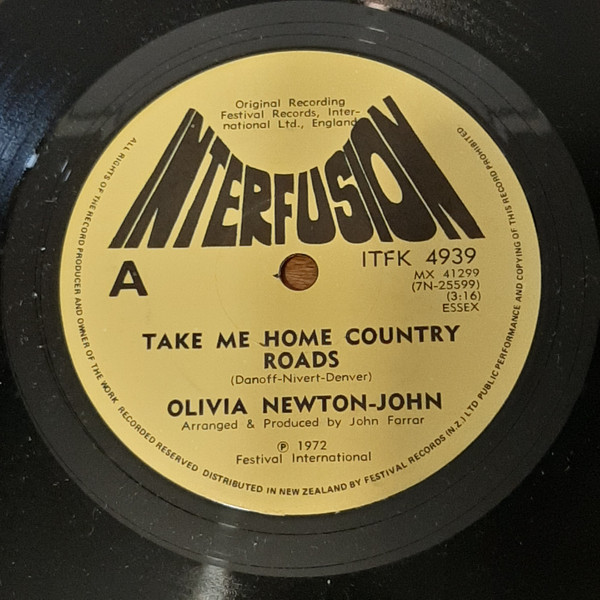 Original Recording
Festival Records, Inter-
national Ltd., England
INTERFUSION
A
ITFK 4939
MX 41299
(7N-25599)
(3:16)
ESSEX
TAKE ME HOME COUNTRY
ROADS
(Danoff-Nivert-Denver)
OLIVIA NEWTON-JOHN
Arranged & Produced by John Farrar
Ⓟ 1972
Festival International
ALL RIGHTS OF THE RECORD PRODUCER AND OWNER OF THE WORK RECORDED RESERVED DISTRIBUTED IN NEW ZEALAND BY FESTIVAL RECORDS (N.Z.) LTD PUBLIC PERFORMANCE AND COPYING OF THIS RECORD PROHIBITED